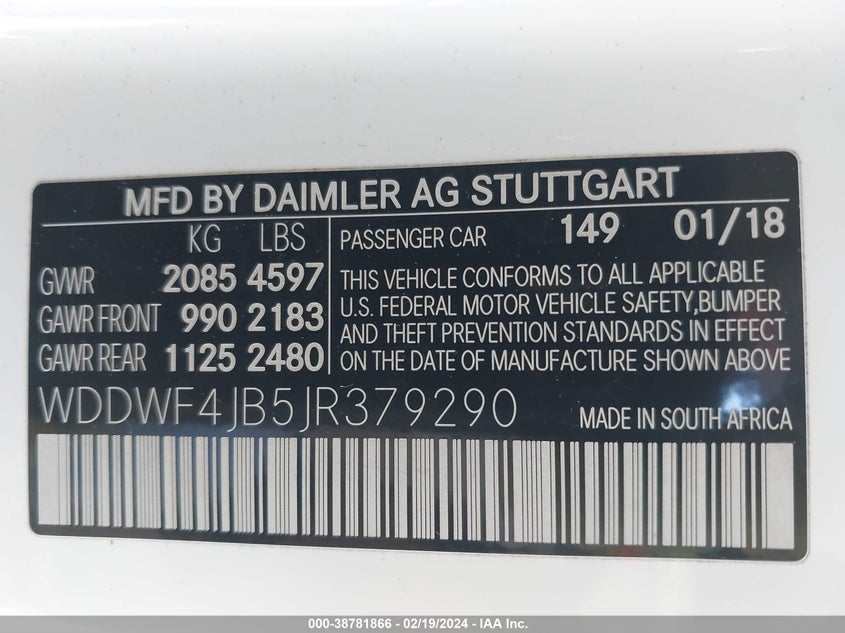 MFD BY DAIMLER AG STUTTGART
KG LBS
GVWR 2085 4597
GAWR FRONT 990 2183
GAWR REAR 1125 2480
PASSENGER CAR 149 01/18
THIS VEHICLE CONFORMS TO ALL APPLICABLE
U.S. FEDERAL MOTOR VEHICLE SAFETY,BUMPER
AND THEFT PREVENTION STANDARDS IN EFFECT
ON THE DATE OF MANUFACTURE SHOWN ABOVE
WDDWF4JB5JR379290
MADE IN SOUTH AFRICA
000-38781866 - 02/19/2024 - IAA Inc.